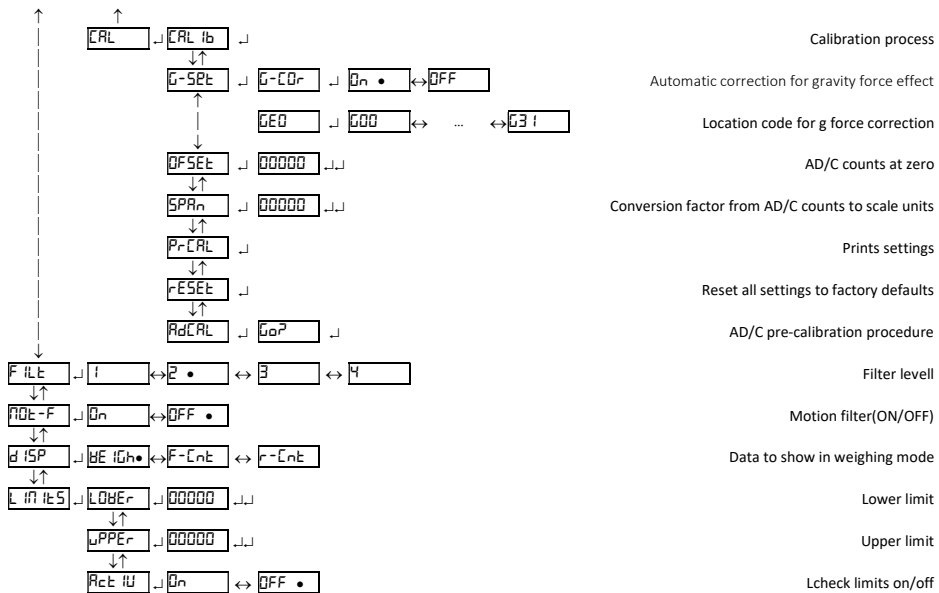 ↑ ↑
CAL ↵ CALib ↵ Calibration process
↓↑
G-SEt ↵ G-COr ↵ On • ↔ OFF Automatic correction for gravity force effect
↑
GEO ↵ G00 ↔ … ↔ G31 Location code for g force correction
↓
OFSEt ↵ 00000 ↵↵ AD/C counts at zero
↓↑
SPAn ↵ 00000 ↵↵ Conversion factor from AD/C counts to scale units
↓↑
PrCAL ↵ Prints settings
↓↑
rESEt ↵ Reset all settings to factory defaults
↓↑
AdCAL ↵ Go? ↵ AD/C pre-calibration procedure
↓
FILt ↵ 1 ↔ 2 • ↔ 3 ↔ 4 Filter levell
↓↑
MOt-F ↵ On ↔ OFF • Motion filter(ON/OFF)
↓↑
diSP ↵ WEIGh• ↔ F-Cnt ↔ r-Cnt Data to show in weighing mode
↓↑
LIMItS ↵ LOWEr ↵ 00000 ↵↵ Lower limit
↓↑
uPPEr ↵ 00000 ↵↵ Upper limit
↓↑
ActIV ↵ On ↔ OFF • Lcheck limits on/off